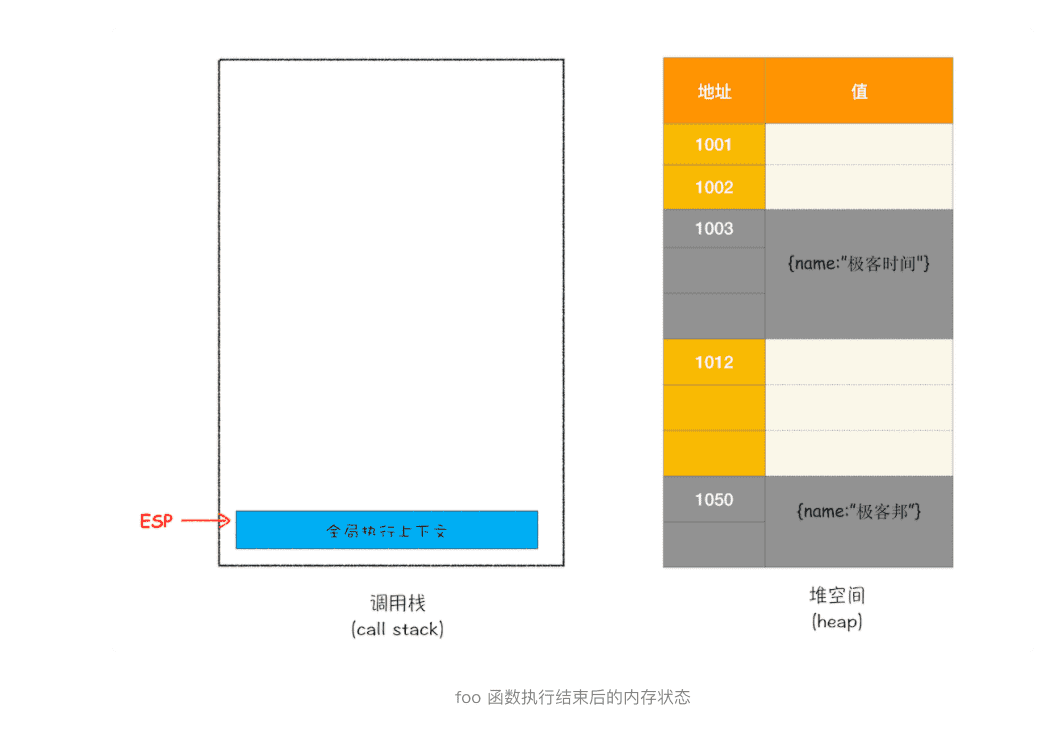 地址 值
1001
1002
1003
{name:"极客时间"}
1012
1050
{name:"极客邦"}
ESP
全局执行上下文
调用栈
(call stack)
堆空间
(heap)
foo 函数执行结束后的内存状态